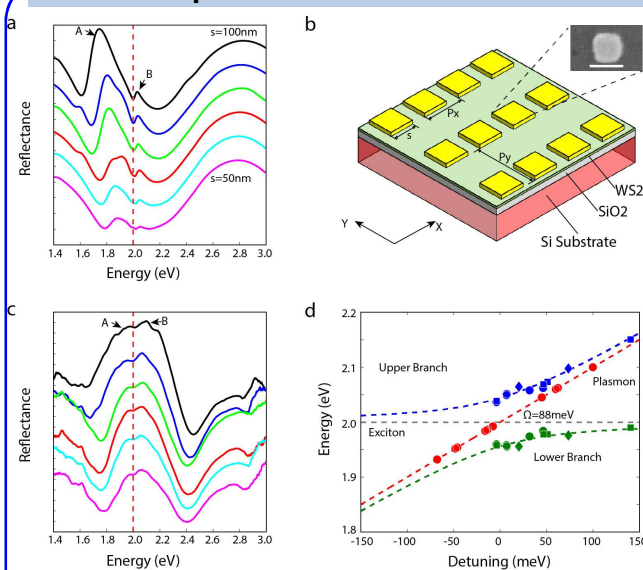 a
A
B
s=100nm
s=50nm
Reflectance
1.4 1.6 1.8 2.0 2.2 2.4 2.6 2.8 3.0
Energy (eV)
b
Px
s
Py
WS2
SiO2
Si Substrate
Y
X
c
A
B
Reflectance
1.4 1.6 1.8 2.0 2.2 2.4 2.6 2.8 3.0
Energy (eV)
d
2.2
2.1
2.0
1.9
1.8
Energy (eV)
Upper Branch
Plasmon
Ω=88meV
Exciton
Lower Branch
-150 -100 -50 0 50 100 150
Detuning (meV)